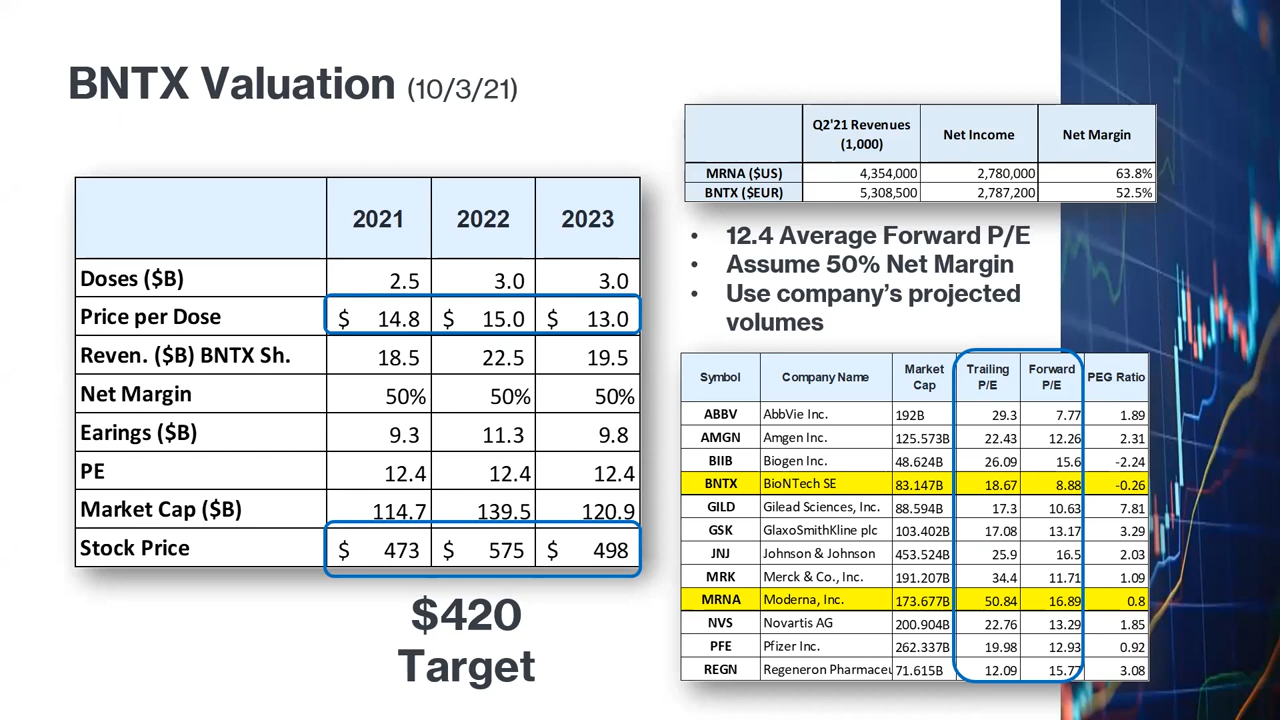 BNTX Valuation (10/3/21)
2021 2022 2023
Doses ($B) 2.5 3.0 3.0
Price per Dose $ 14.8 $ 15.0 $ 13.0
Reven. ($B) BNTX Sh. 18.5 22.5 19.5
Net Margin 50% 50% 50%
Earings ($B) 9.3 11.3 9.8
PE 12.4 12.4 12.4
Market Cap ($B) 114.7 139.5 120.9
Stock Price $ 473 $ 575 $ 498
$420
Target
Q2'21 Revenues
(1,000) Net Income Net Margin
MRNA ($US) 4,354,000 2,780,000 63.8%
BNTX ($EUR) 5,308,500 2,787,200 52.5%
• 12.4 Average Forward P/E
• Assume 50% Net Margin
• Use company's projected
volumes
Symbol Company Name Market
Cap Trailing
P/E Forward
P/E PEG Ratio
ABBV AbbVie Inc. 192B 29.3 7.77 1.89
AMGN Amgen Inc. 125.573B 22.43 12.26 2.31
BIIB Biogen Inc. 48.624B 26.09 15.6 -2.24
BNTX BioNTech SE 83.147B 18.67 8.88 -0.26
GILD Gilead Sciences, Inc. 88.594B 17.3 10.63 7.81
GSK GlaxoSmithKline plc 103.402B 17.08 13.17 3.29
JNJ Johnson & Johnson 453.524B 25.9 16.5 2.03
MRK Merck & Co., Inc. 191.207B 34.4 11.71 1.09
MRNA Moderna, Inc. 173.677B 50.84 16.89 0.8
NVS Novartis AG 200.904B 22.76 13.29 1.85
PFE Pfizer Inc. 262.337B 19.98 12.93 0.92
REGN Regeneron Pharmaceu 71.615B 12.09 15.77 3.08